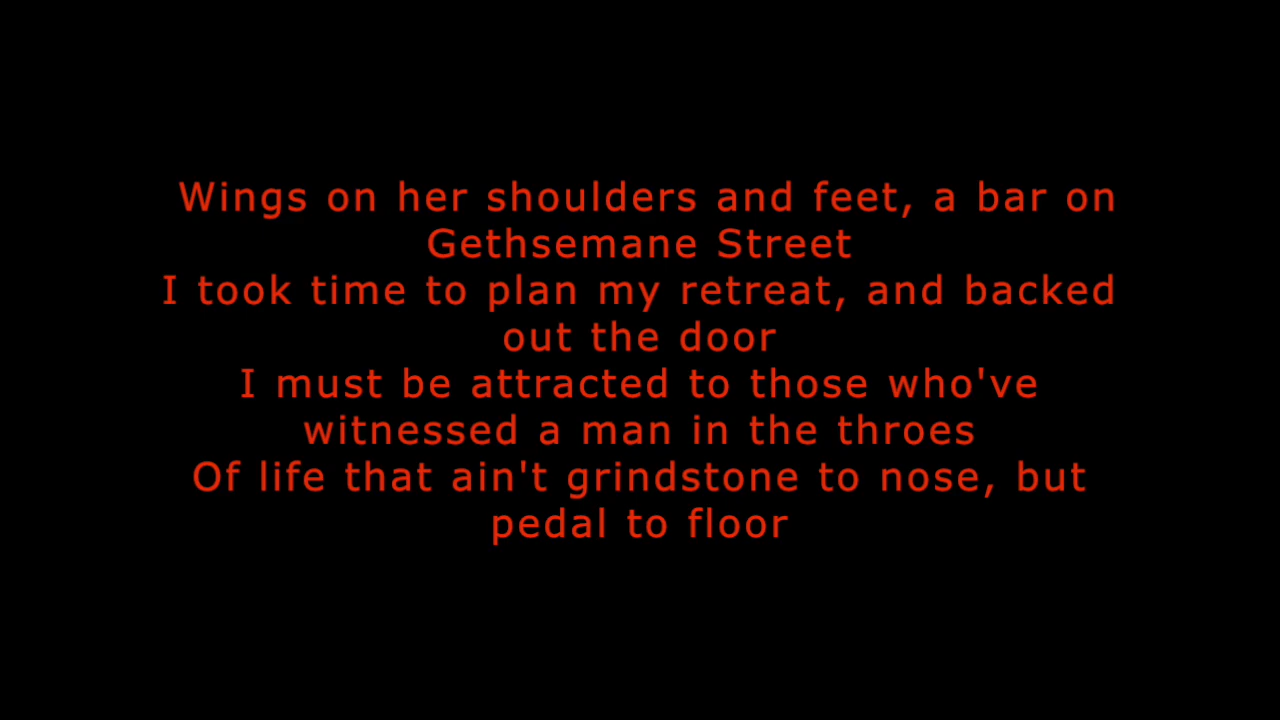 Wings on her shoulders and feet, a bar on
Gethsemane Street
I took time to plan my retreat, and backed
out the door
I must be attracted to those who've
witnessed a man in the throes
Of life that ain't grindstone to nose, but
pedal to floor